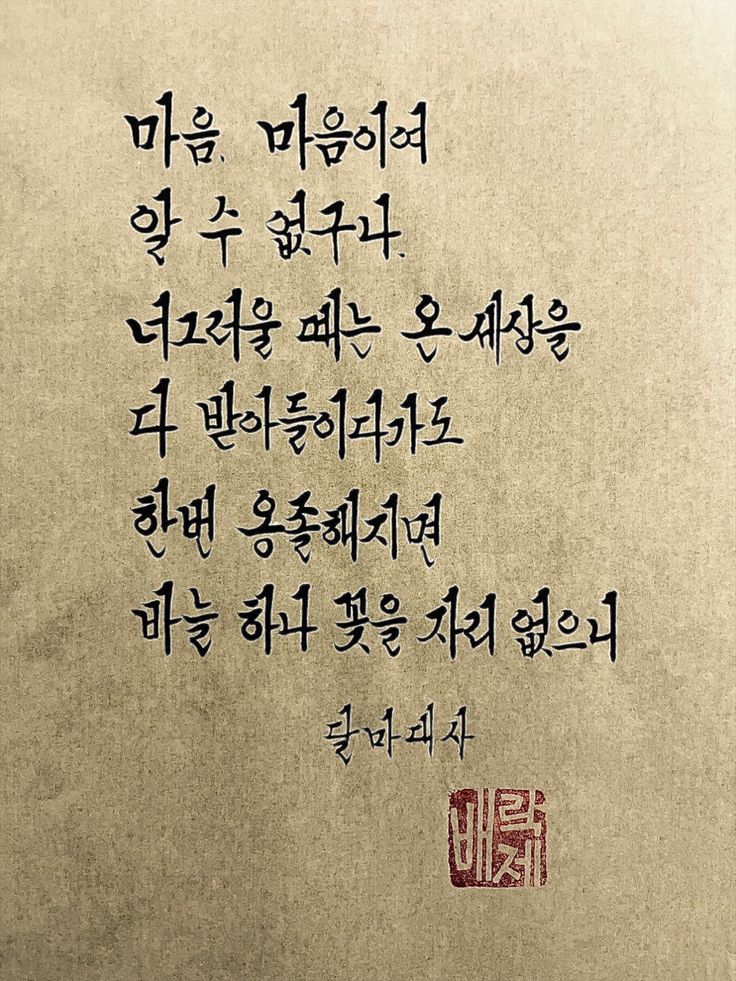 마음, 마음이여
알 수 없구나.
너그러울 때는 온 세상을
다 받아들이다가도
한번 옹졸해지면
바늘 하나 꽂을 자리 없으니
달마대사
배락제